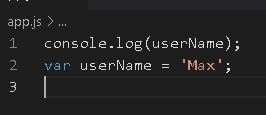 app.js > ...
1 console.log(userName);
2 var userName = 'Max';
3